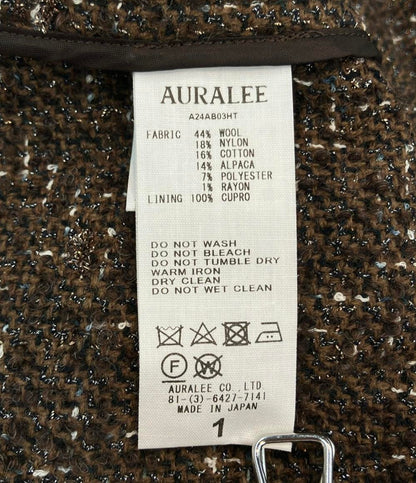 AURALEE
A24AB03HT
FABRIC 44% WOOL
18% NYLON
16% COTTON
14% ALPACA
7% POLYESTER
1% RAYON
LINING 100% CUPRO
DO NOT WASH
DO NOT BLEACH
DO NOT TUMBLE DRY
WARM IRON
DRY CLEAN
DO NOT WET CLEAN
F W
AURALEE CO., LTD
81-(3)-6427-7141
MADE IN JAPAN
1